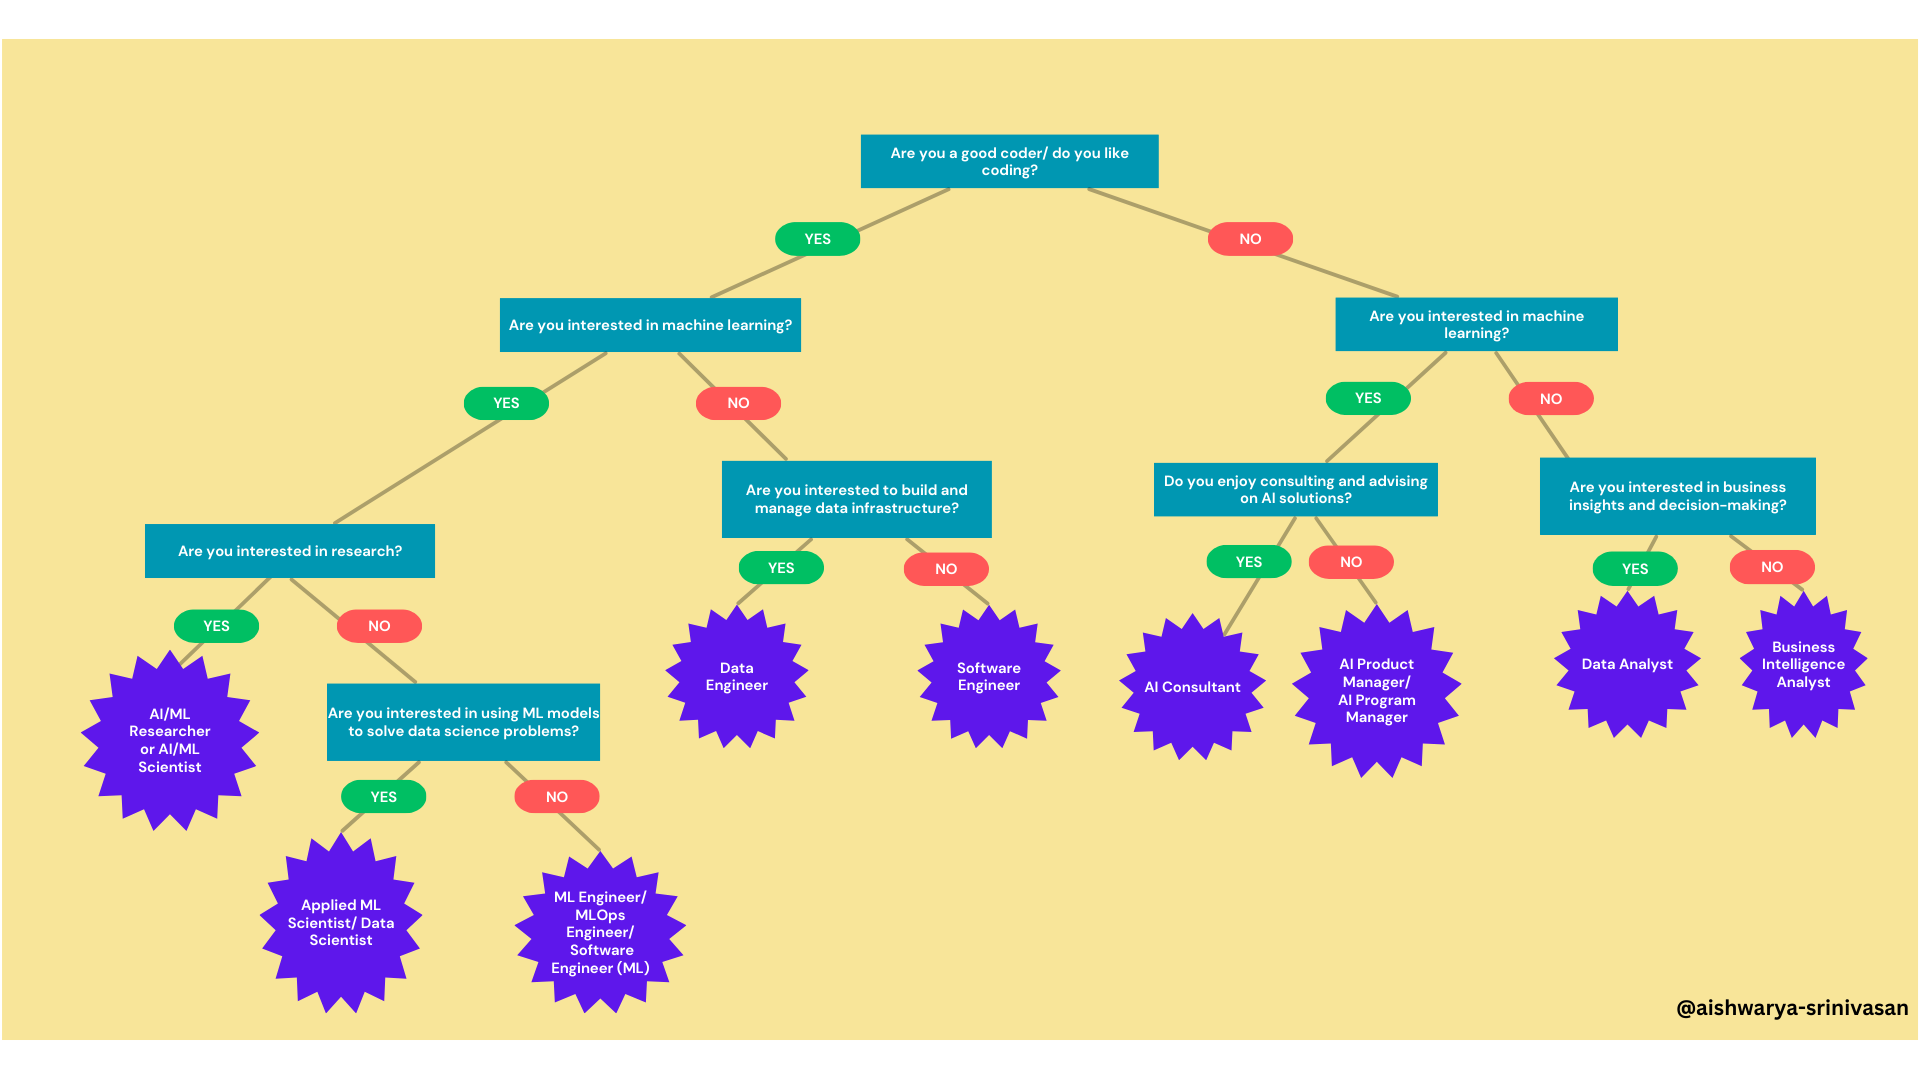 Are you a good coder/ do you like
coding?
YES
NO
Are you interested in machine learning?
Are you interested in machine
learning?
YES
NO
YES
NO
Are you interested to build and
manage data infrastructure?
Do you enjoy consulting and advising
on AI solutions?
Are you interested in business
insights and decision-making?
Are you interested in research?
YES
NO
YES
NO
YES
NO
YES
NO
Data
Engineer
Software
Engineer
AI Consultant
AI Product
Manager/
AI Program
Manager
Data Analyst
Business
Intelligence
Analyst
AI/ML
Researcher
or AI/ML
Scientist
Are you interested in using ML models
to solve data science problems?
YES
NO
Applied ML
Scientist/ Data
Scientist
ML Engineer/
MLOps
Engineer/
Software
Engineer (ML)
@aishwarya-srinivasan